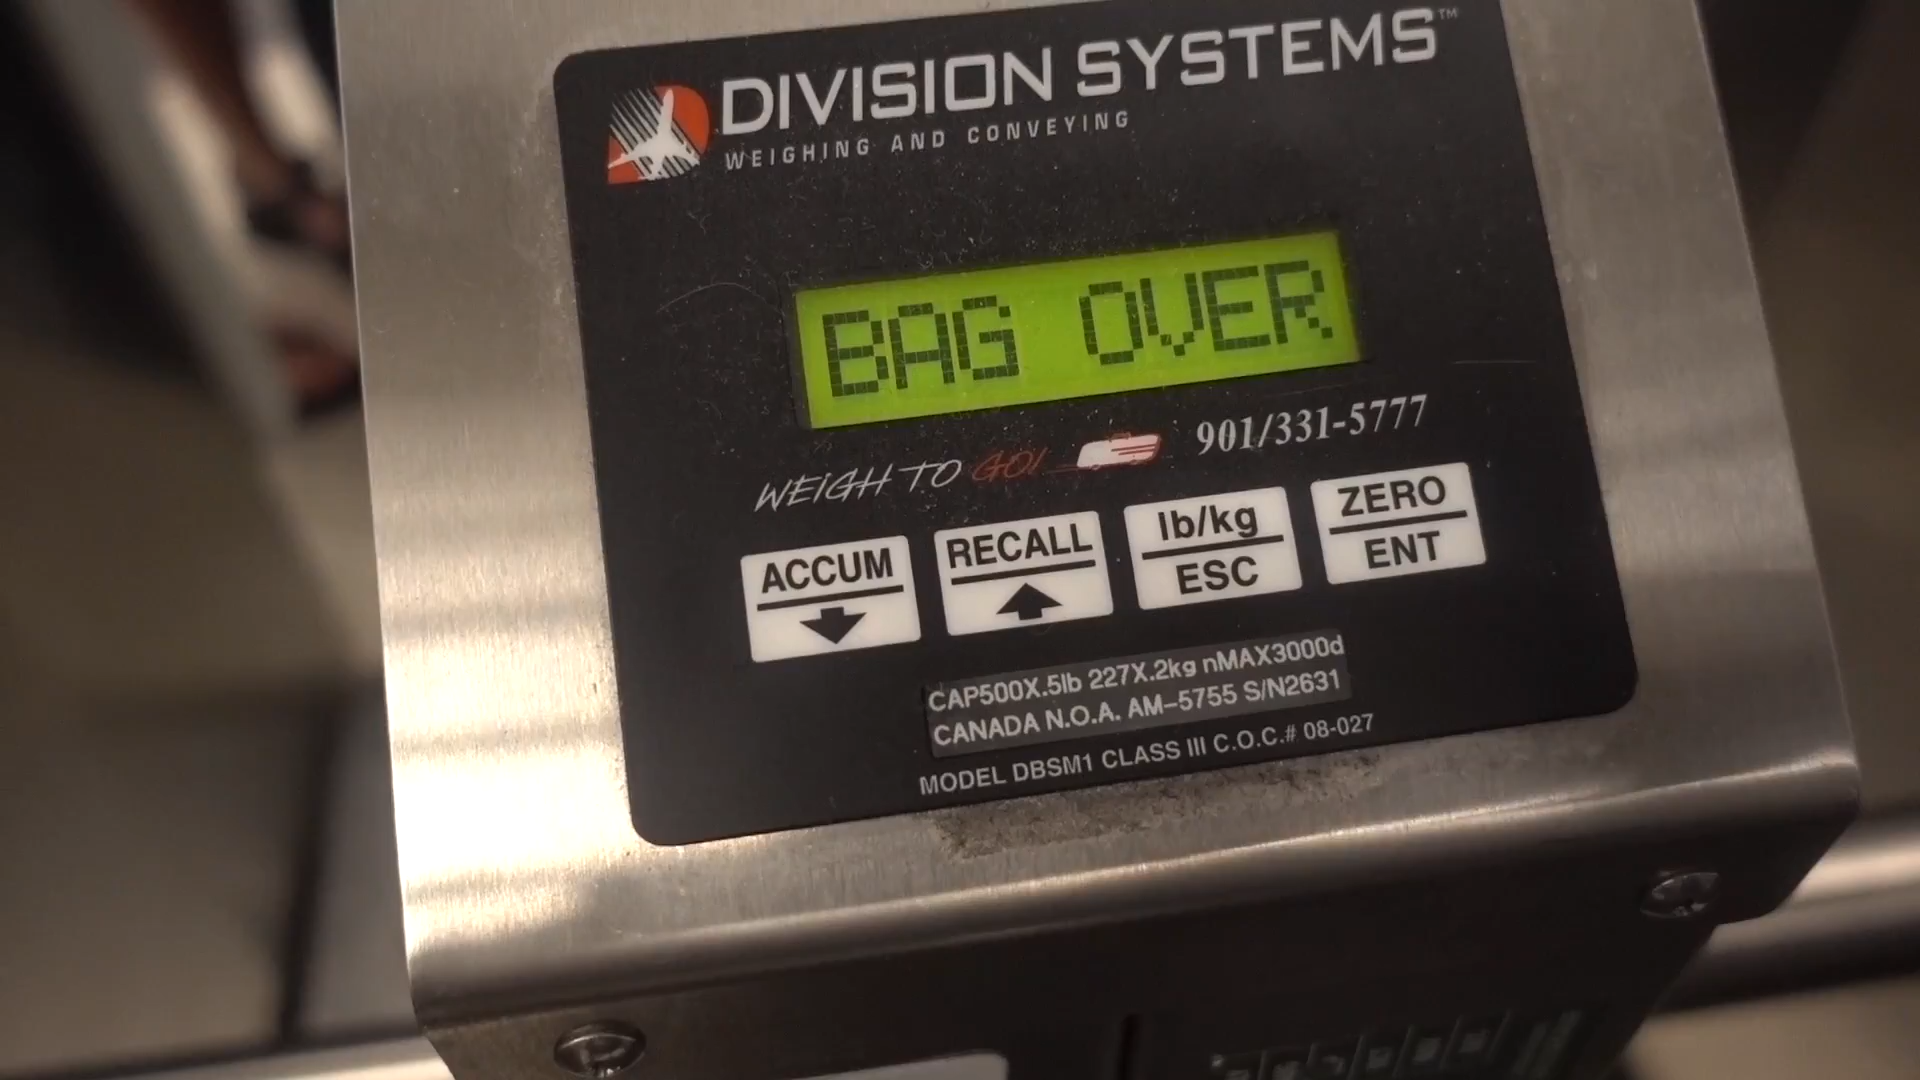 DIVISION SYSTEMS™
WEIGHING AND CONVEYING
BAG OVER
WEIGH TO GO! 901/331-5777
ACCUM RECALL lb/kg ZERO
ESC ENT
CAP500X.5lb 227X.2kg nMAX3000d
CANADA N.O.A. AM-5755 S/N2631
MODEL DBSM1 CLASS III C.O.C.# 08-027